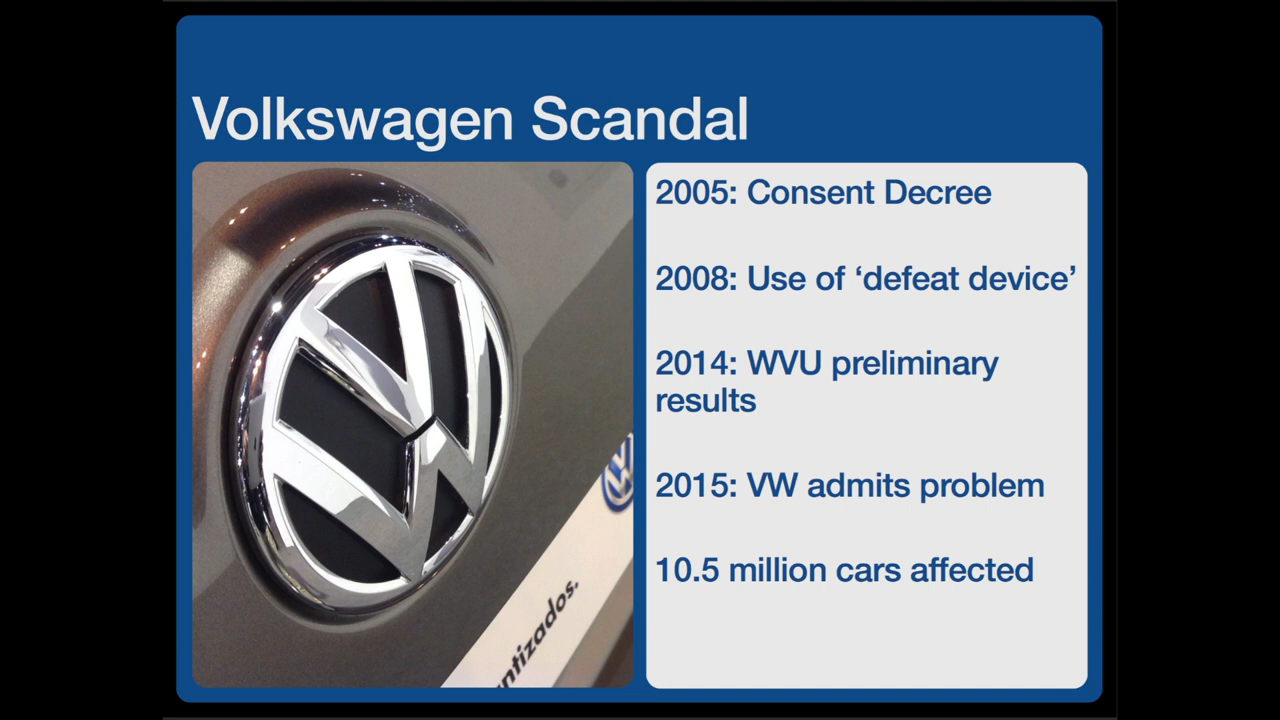 Volkswagen Scandal
2005: Consent Decree
2008: Use of ‘defeat device’
2014: WVU preliminary
results
2015: VW admits problem
10.5 million cars affected